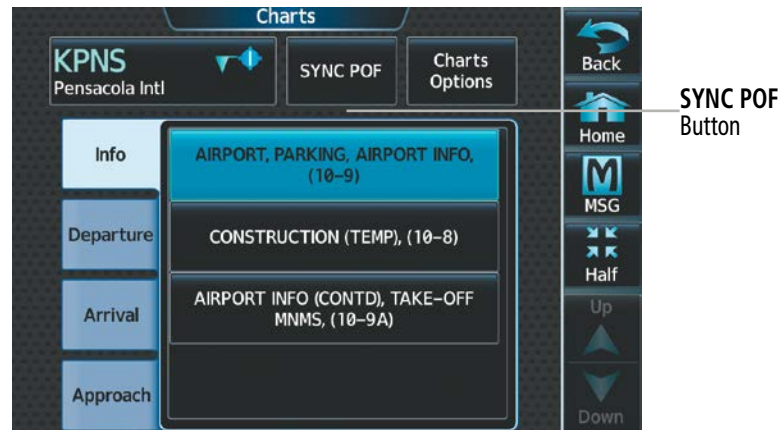 Charts
KPNS
Pensacola Intl
SYNC POF
Charts
Options
Back
SYNC POF
Button
Home
Info
AIRPORT, PARKING, AIRPORT INFO,
(10-9)
MSG
Departure
CONSTRUCTION (TEMP), (10-8)
Half
Arrival
AIRPORT INFO (CONTD), TAKE-OFF
MNMS, (10-9A)
Up
Approach
Down